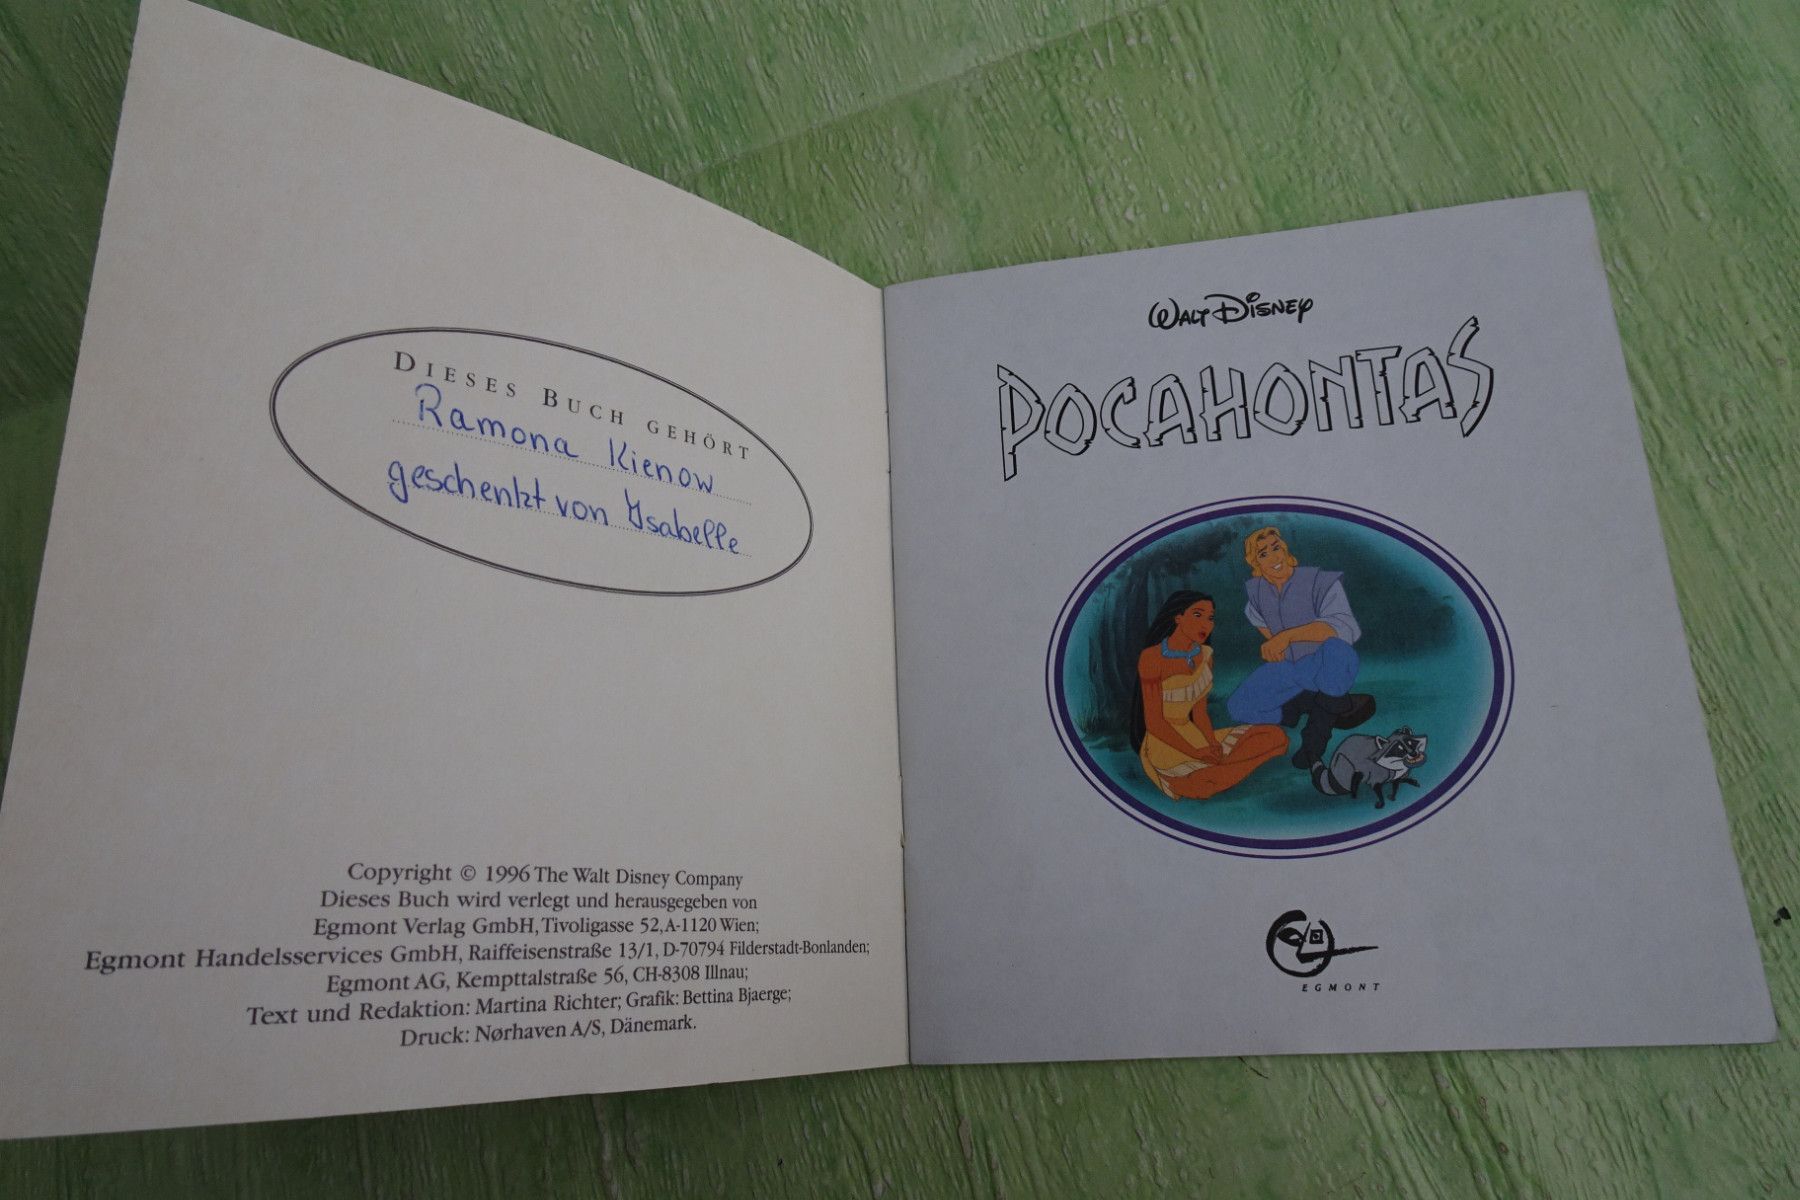 DIESES BUCH GEHÖRT
Ramona Kienow
geschenkt von Ysabelle
Copyright © 1996 The Walt Disney Company
Dieses Buch wird verlegt und herausgegeben von
Egmont Verlag GmbH, Tivoligasse 52, A-1120 Wien;
Egmont Handelsservices GmbH, Raiffeisenstraße 13/1, D-70794 Filderstadt-Bonlanden;
Egmont AG, Kempttalstraße 56, CH-8308 Illnau;
Text und Redaktion: Martina Richter; Grafik: Bettina Bjaerge;
Druck: Nørhaven A/S, Dänemark.
WALT DISNEY
POCAHONTAS
EGMONT